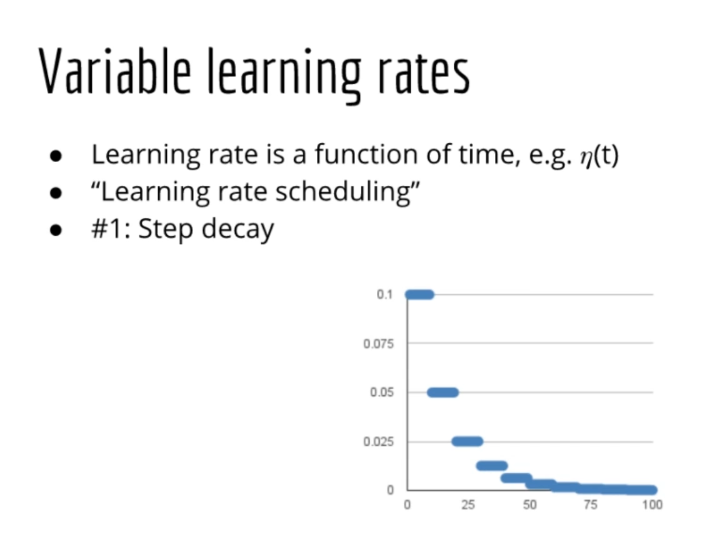 Variable learning rates
● Learning rate is a function of time, e.g. η(t)
● “Learning rate scheduling”
● #1: Step decay
0.1
0.075
0.05
0.025
0
0 25 50 75 100